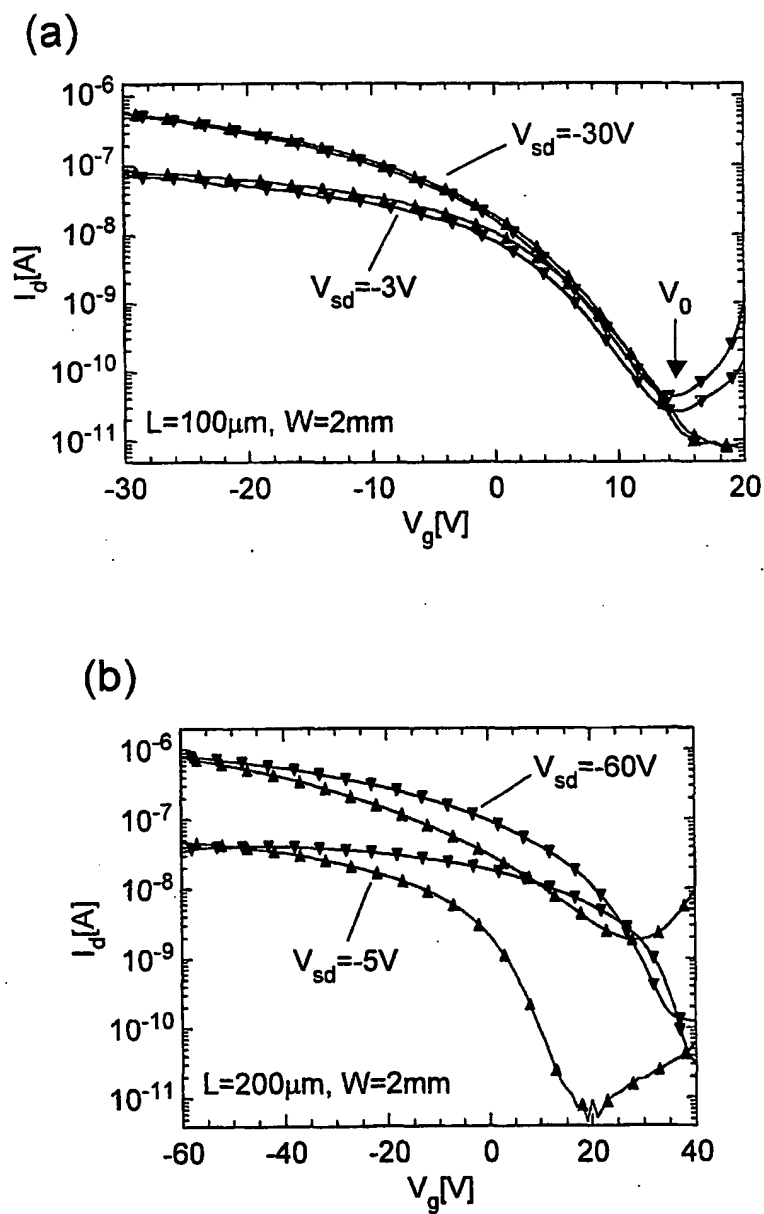 (a)
10^-6
10^-7
10^-8
10^-9
10^-10
10^-11
I_d[A]
V_sd=-30V
V_sd=-3V
V_0
L=100µm, W=2mm
-30 -20 -10 0 10 20
V_g[V]
(b)
10^-6
10^-7
10^-8
10^-9
10^-10
10^-11
I_d[A]
V_sd=-60V
V_sd=-5V
L=200µm, W=2mm
-60 -40 -20 0 20 40
V_g[V]